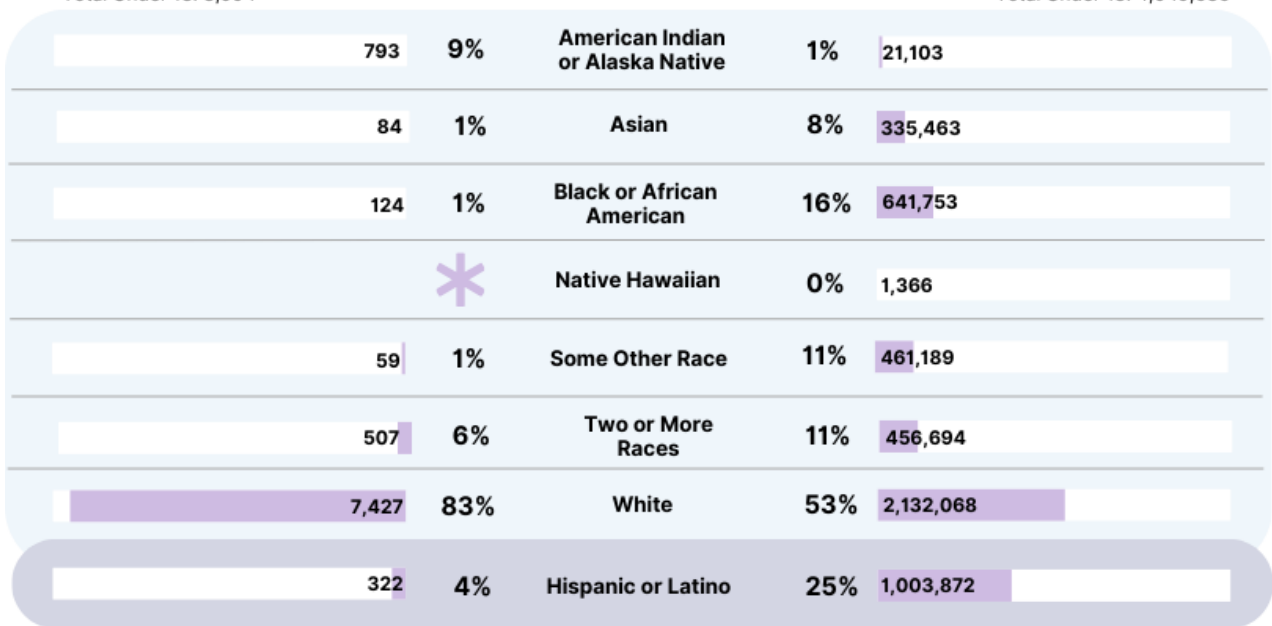 793 9% American Indian or Alaska Native 1% 21,103
84 1% Asian 8% 335,463
124 1% Black or African American 16% 641,753
* Native Hawaiian 0% 1,366
59 1% Some Other Race 11% 461,189
507 6% Two or More Races 11% 456,694
7,427 83% White 53% 2,132,068
322 4% Hispanic or Latino 25% 1,003,872